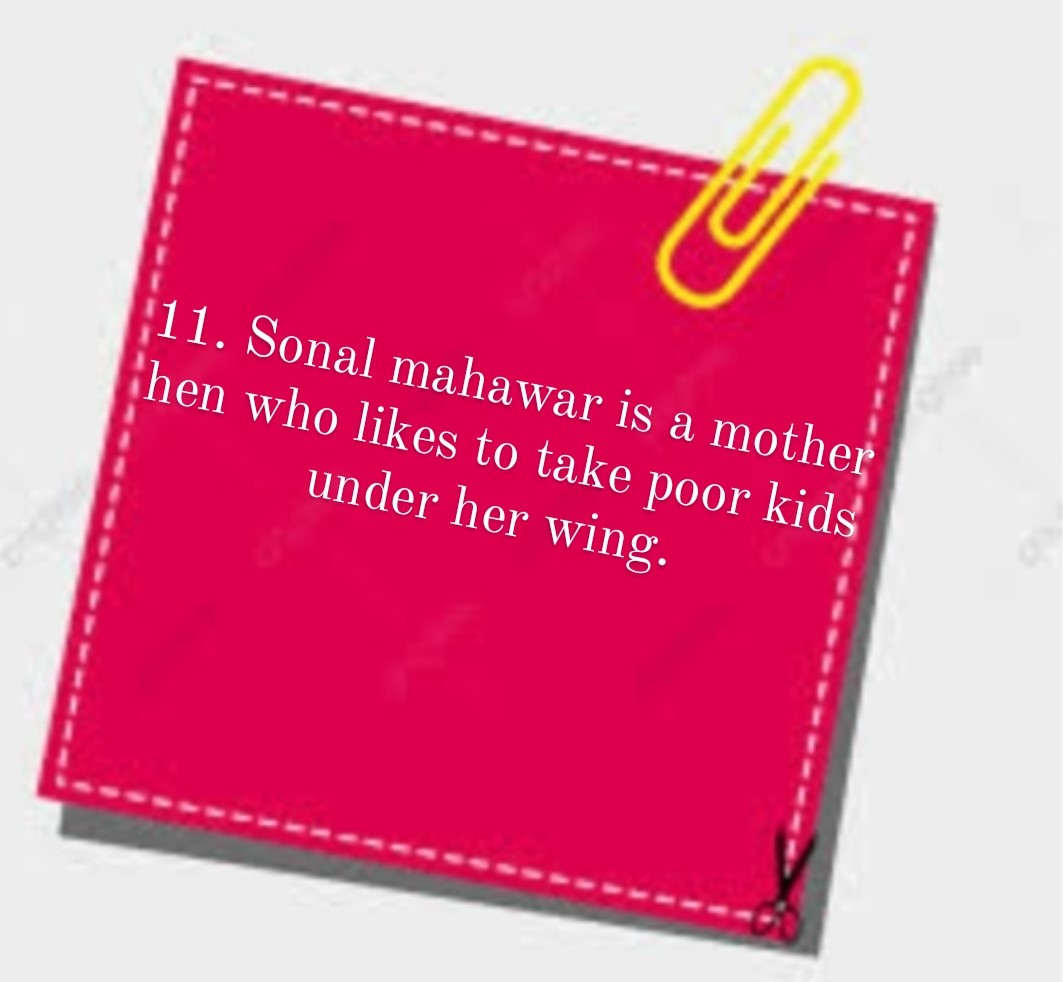 11. Sonal mahawar is a mother
hen who likes to take poor kids
under her wing.